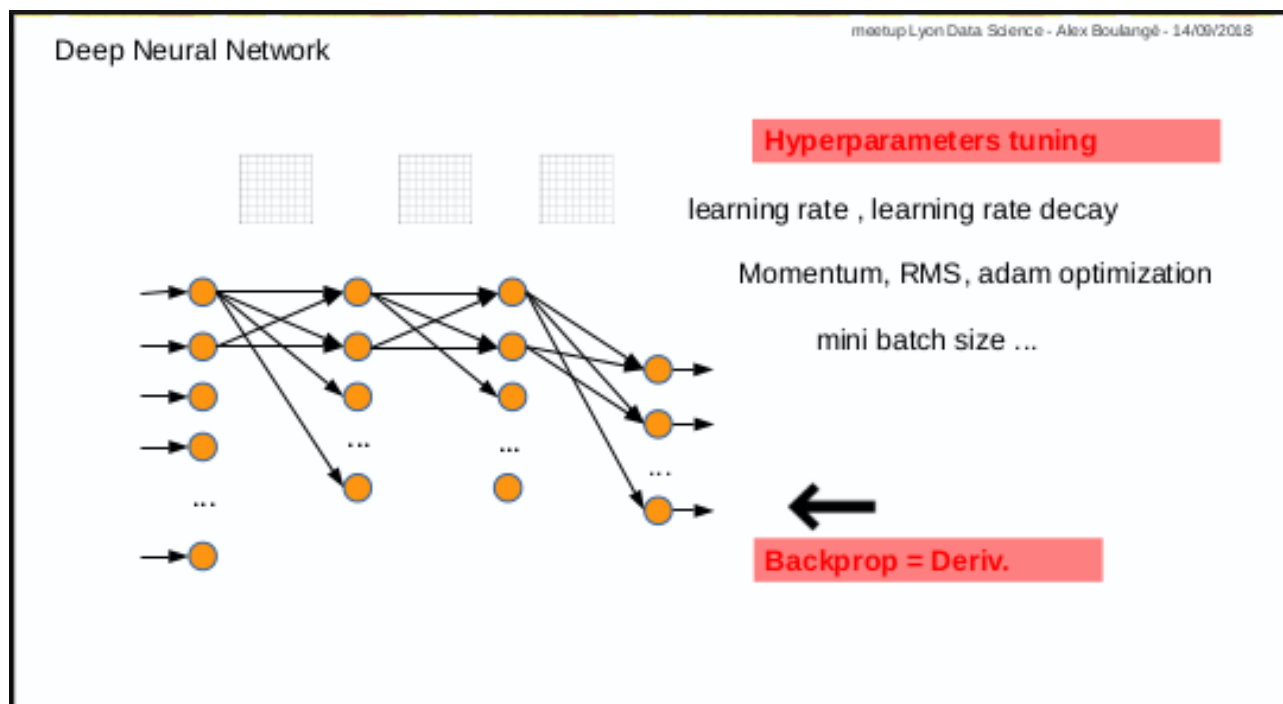 meetup Lyon Data Science - Alex Boulangé - 14/09/2018
Deep Neural Network
Hyperparameters tuning
learning rate , learning rate decay
Momentum, RMS, adam optimization
mini batch size ...
...
...
...
...
Backprop = Deriv.